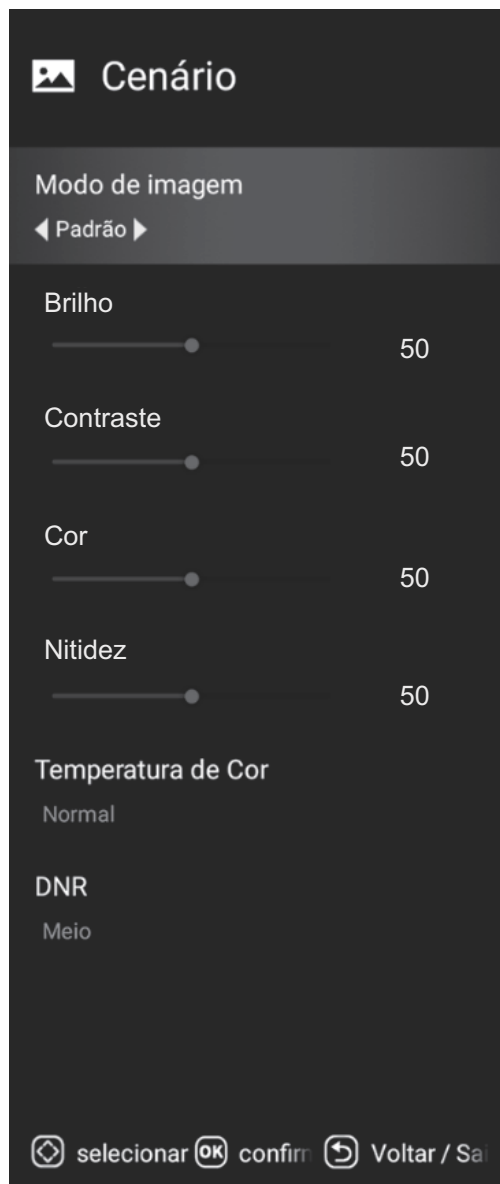 Cenário
Modo de imagem
Padrão
Brilho
50
Contraste
50
Cor
50
Nitidez
50
Temperatura de Cor
Normal
DNR
Meio
selecionar OK confirm Voltar / Sai